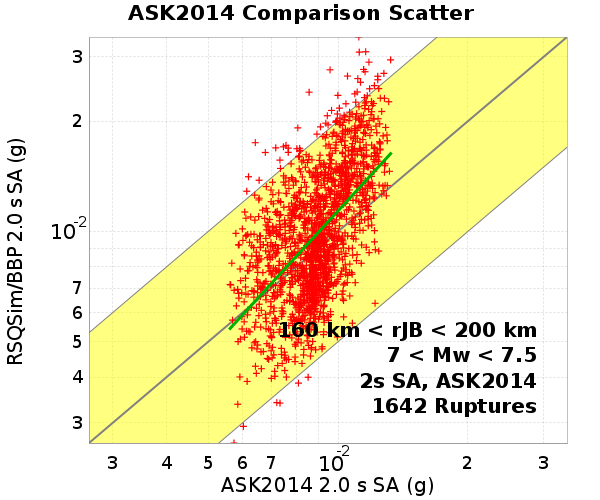 ASK2014 Comparison Scatter
RSQSim/BBP 2.0 s SA (g)
3
2
10-2
7
6
5
4
3
160 km < rJB < 200 km
7 < Mw < 7.5
2s SA, ASK2014
1642 Ruptures
3 4 5 6 7 10-2 2 3
ASK2014 2.0 s SA (g)